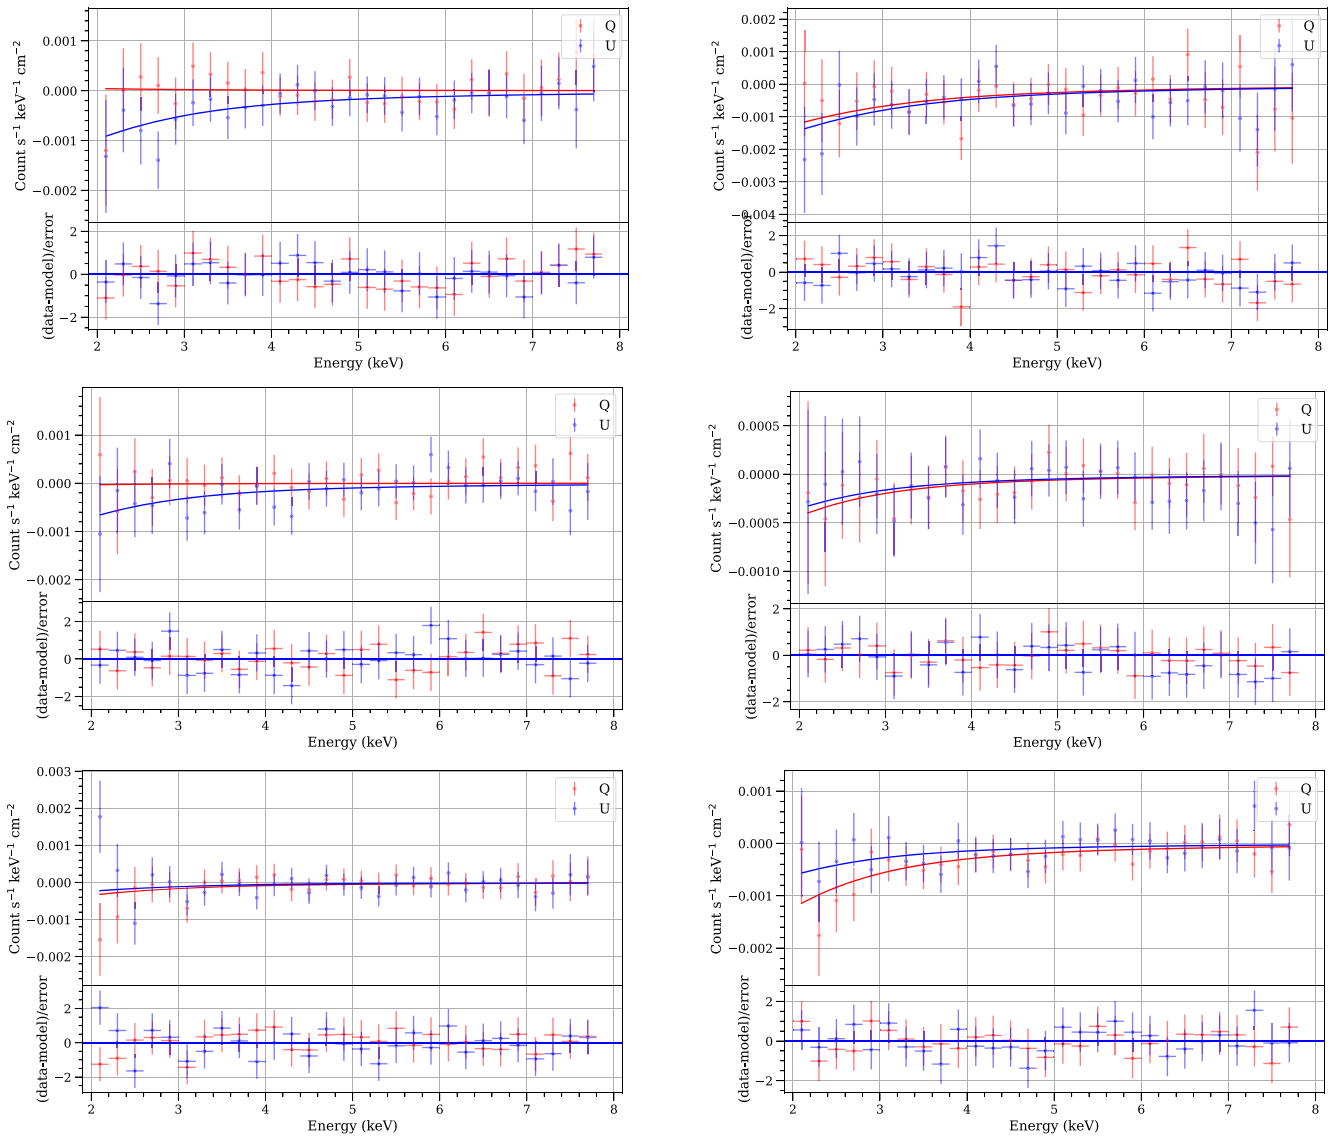 Q
U
Count s⁻¹ keV⁻¹ cm⁻²
0.001
0.000
−0.001
−0.002
(data-model)/error
2
0
−2
2 3 4 5 6 7 8
Energy (keV)
Q
U
Count s⁻¹ keV⁻¹ cm⁻²
0.002
0.001
0.000
−0.001
−0.002
−0.003
−0.004
(data-model)/error
2
0
−2
2 3 4 5 6 7 8
Energy (keV)
Q
U
Count s⁻¹ keV⁻¹ cm⁻²
0.001
0.000
−0.001
−0.002
(data-model)/error
2
0
−2
2 3 4 5 6 7 8
Energy (keV)
Q
U
Count s⁻¹ keV⁻¹ cm⁻²
0.0005
0.0000
−0.0005
−0.0010
(data-model)/error
2
0
−2
2 3 4 5 6 7 8
Energy (keV)
Q
U
Count s⁻¹ keV⁻¹ cm⁻²
0.003
0.002
0.001
0.000
−0.001
−0.002
(data-model)/error
2
0
−2
2 3 4 5 6 7 8
Energy (keV)
Q
U
Count s⁻¹ keV⁻¹ cm⁻²
0.001
0.000
−0.001
−0.002
(data-model)/error
2
0
−2
2 3 4 5 6 7 8
Energy (keV)